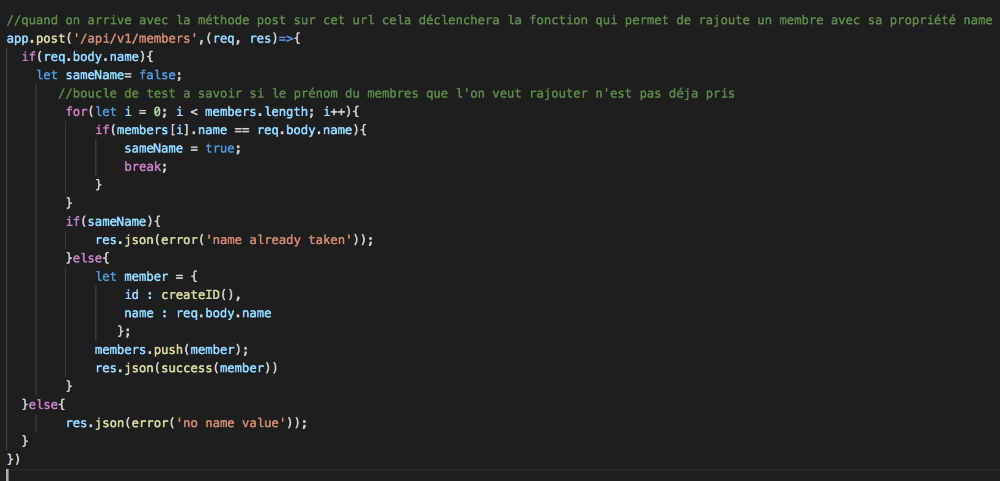 //quand on arrive avec la méthode post sur cet url cela déclenchera la fonction qui permet de rajoute un membre avec sa propriété name
app.post('/api/v1/members',(req, res)=>{
if(req.body.name){
let sameName= false;
//boucle de test a savoir si le prénom du membres que l'on veut rajouter n'est pas déja pris
for(let i = 0; i < members.length; i++){
if(members[i].name == req.body.name){
sameName = true;
break;
}
}
if(sameName){
res.json(error('name already taken'));
}else{
let member = {
id : createID(),
name : req.body.name
};
members.push(member);
res.json(success(member))
}
}else{
res.json(error('no name value'));
}
})